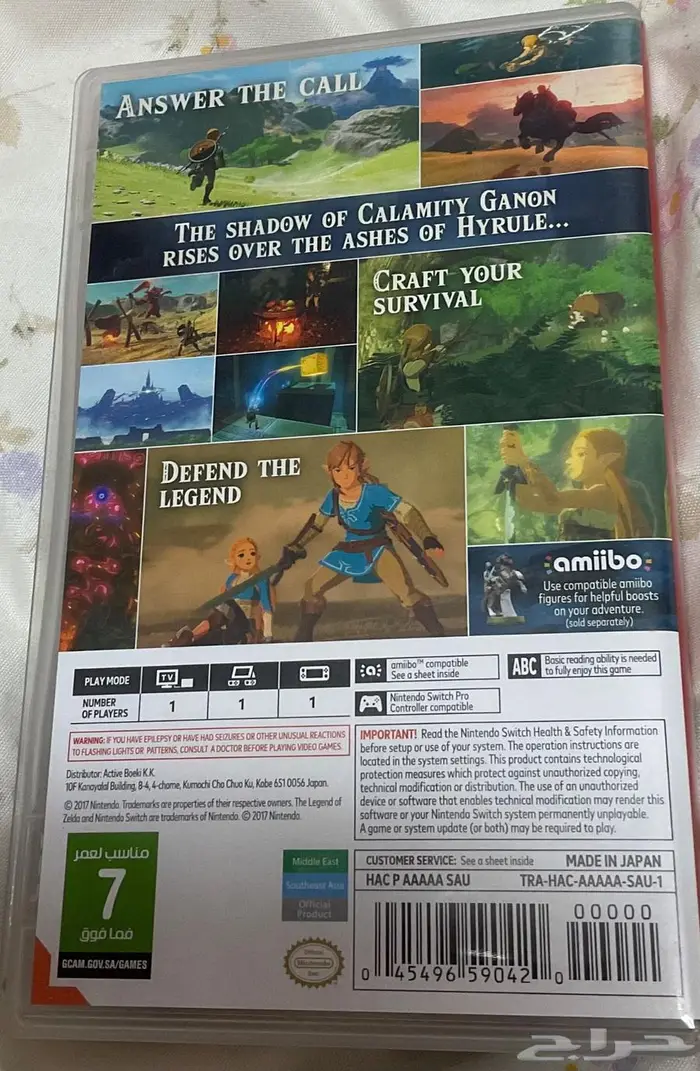 ANSWER THE CALL
THE SHADOW OF CALAMITY GANON
RISES OVER THE ASHES OF HYRULE...
CRAFT YOUR
SURVIVAL
DEFEND THE
LEGEND
amiibo
Use compatible amiibo
figures for helpful boosts
on your adventure.
(sold separately)
PLAY MODE
TV
NUMBER
OF PLAYERS
1
1
1
amiibo™ compatible
See a sheet inside
Nintendo Switch Pro
Controller compatible
ABC
Basic reading ability is needed
to fully enjoy this game
WARNING: IF YOU HAVE EPILEPSY OR HAVE HAD SEIZURES OR OTHER UNUSUAL REACTIONS
TO FLASHING LIGHTS OR PATTERNS, CONSULT A DOCTOR BEFORE PLAYING VIDEO GAMES.
Distributor: Active Boeki K.K.
10F Kanayalal Building, 8-4, 4-chome, Kumochi Cho Chuo Ku, Kobe 651 0056 Japan.
© 2017 Nintendo. Trademarks are properties of their respective owners. The Legend of
Zelda and Nintendo Switch are trademarks of Nintendo. © 2017 Nintendo.
IMPORTANT! Read the Nintendo Switch Health & Safety Information
before setup or use of your system. The operation instructions are
located in the system settings. This product contains technological
protection measures which protect against unauthorized copying,
technical modification or distribution. The use of an unauthorized
device or software that enables technical modification may render this
software or your Nintendo Switch system permanently unplayable.
A game or system update (or both) may be required to play.
مناسب لعمر
7
فما فوق
GCAM.GOV.SA/GAMES
Middle East
Southeast Asia
Official
Product
Official
Nintendo
Seal
CUSTOMER SERVICE: See a sheet inside
MADE IN JAPAN
HAC P AAAAA SAU
TRA-HAC-AAAAA-SAU-1
00000
0 45496 59042 0
حراج